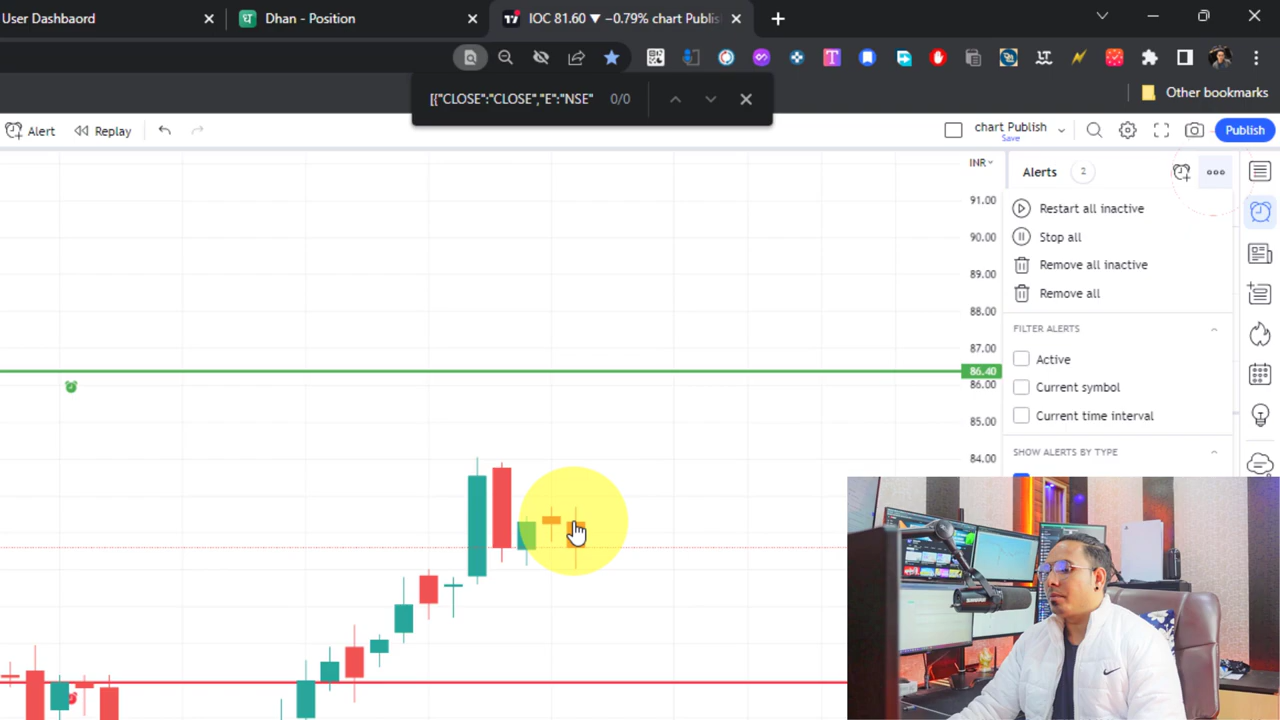 User Dashbaord
ध Dhan - Position
IOC 81.60 ▼ −0.79% chart Publis
[{"CLOSE":"CLOSE","E":"NSE"
0/0
Other bookmarks
Alert
Replay
chart Publish
Save
Publish
INR
Alerts
2
91.00
90.00
89.00
88.00
87.00
86.40
86.00
85.00
84.00
Restart all inactive
Stop all
Remove all inactive
Remove all
FILTER ALERTS
Active
Current symbol
Current time interval
SHOW ALERTS BY TYPE